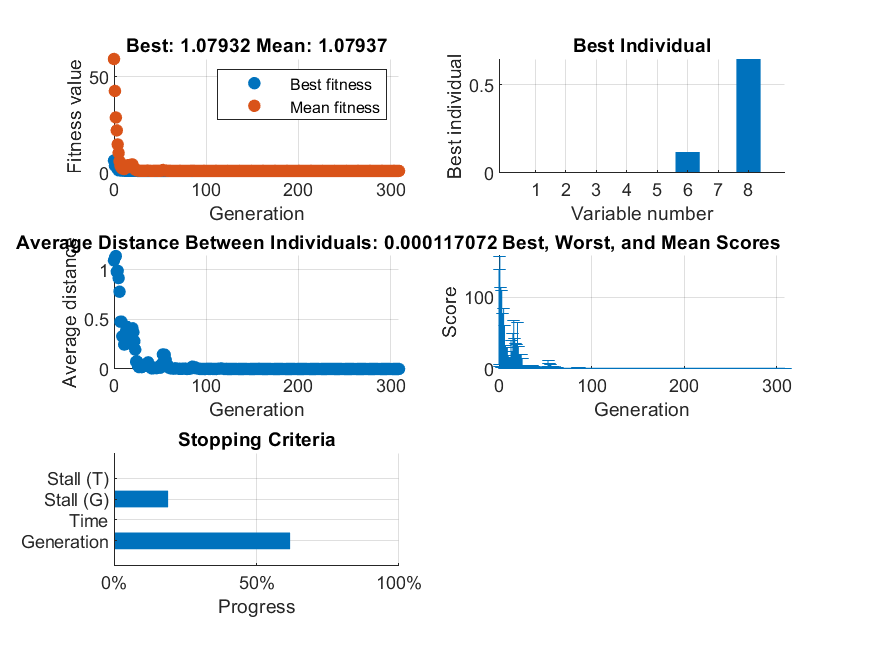 Best: 1.07932 Mean: 1.07937
Fitness value
50
0
Best fitness
Mean fitness
0 100 200 300
Generation
Best Individual
Best individual
0.5
0
1 2 3 4 5 6 7 8
Variable number
Average Distance Between Individuals: 0.000117072
Average distance
1
0.5
0
0 100 200 300
Generation
Best, Worst, and Mean Scores
Score
100
0
0 100 200 300
Generation
Stopping Criteria
Stall (T)
Stall (G)
Time
Generation
0% 50% 100%
Progress